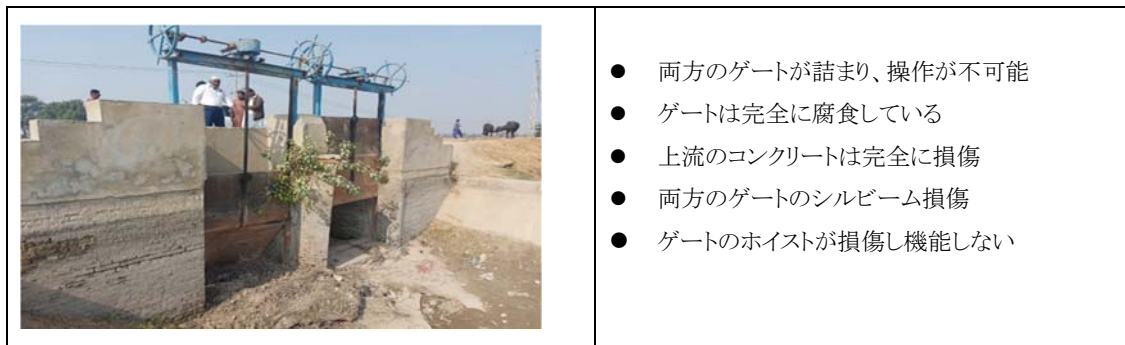 ● 両方のゲートが詰まり、操作が不可能
● ゲートは完全に腐食している
● 上流のコンクリートは完全に損傷
● 両方のゲートのシルビーム損傷
● ゲートのホイストが損傷し機能しない